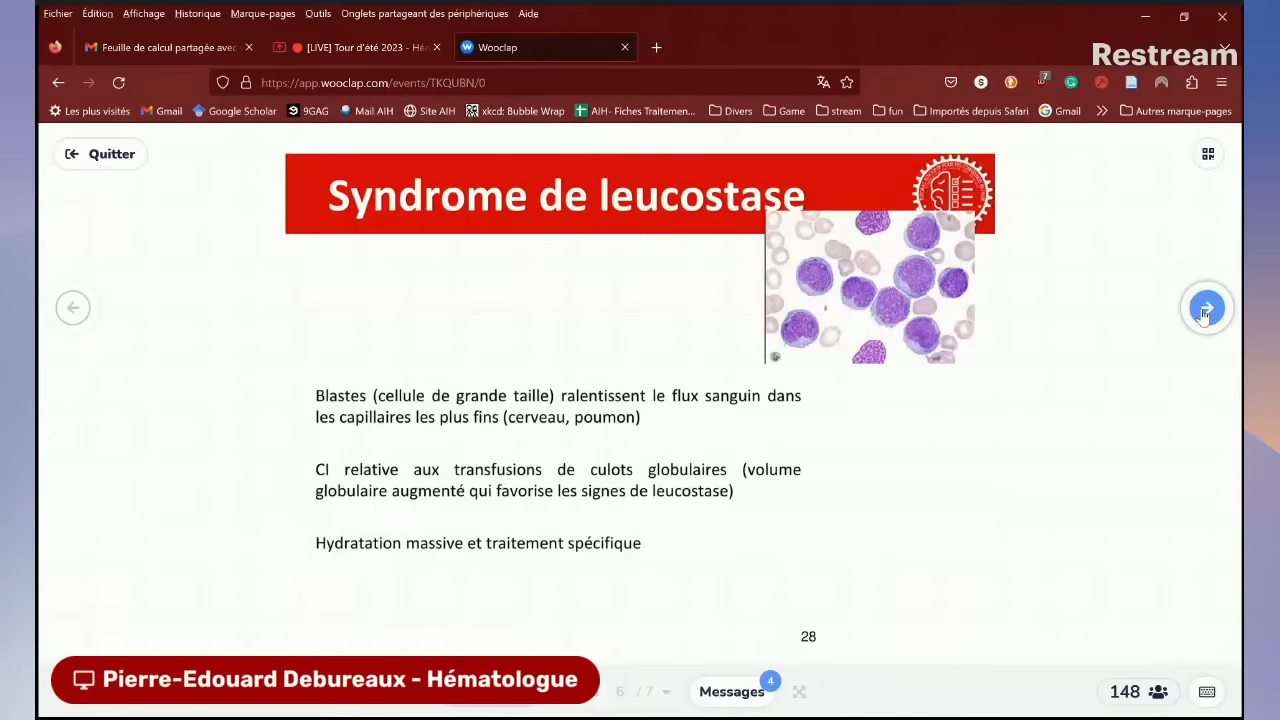 Fichier Édition Affichage Historique Marque-pages Outils Onglets partageant des périphériques Aide
Feuille de calcul partagée avec
[LIVE] Tour d'été 2023 - Hé
Wooclap
Restream
https://app.wooclap.com/events/TKQUBN/0
S
7
Les plus visités Gmail Google Scholar 9GAG Mail AIH Site AIH xkcd: Bubble Wrap AIH- Fiches Traitemen... Divers Game stream fun Importés depuis Safari Gmail Autres marque-pages
Quitter
Syndrome de leucostase
Blastes (cellule de grande taille) ralentissent le flux sanguin dans
les capillaires les plus fins (cerveau, poumon)
CI relative aux transfusions de culots globulaires (volume
globulaire augmenté qui favorise les signes de leucostase)
Hydratation massive et traitement spécifique
28
Pierre-Edouard Debureaux - Hématologue
6 / 7
Messages
4
148